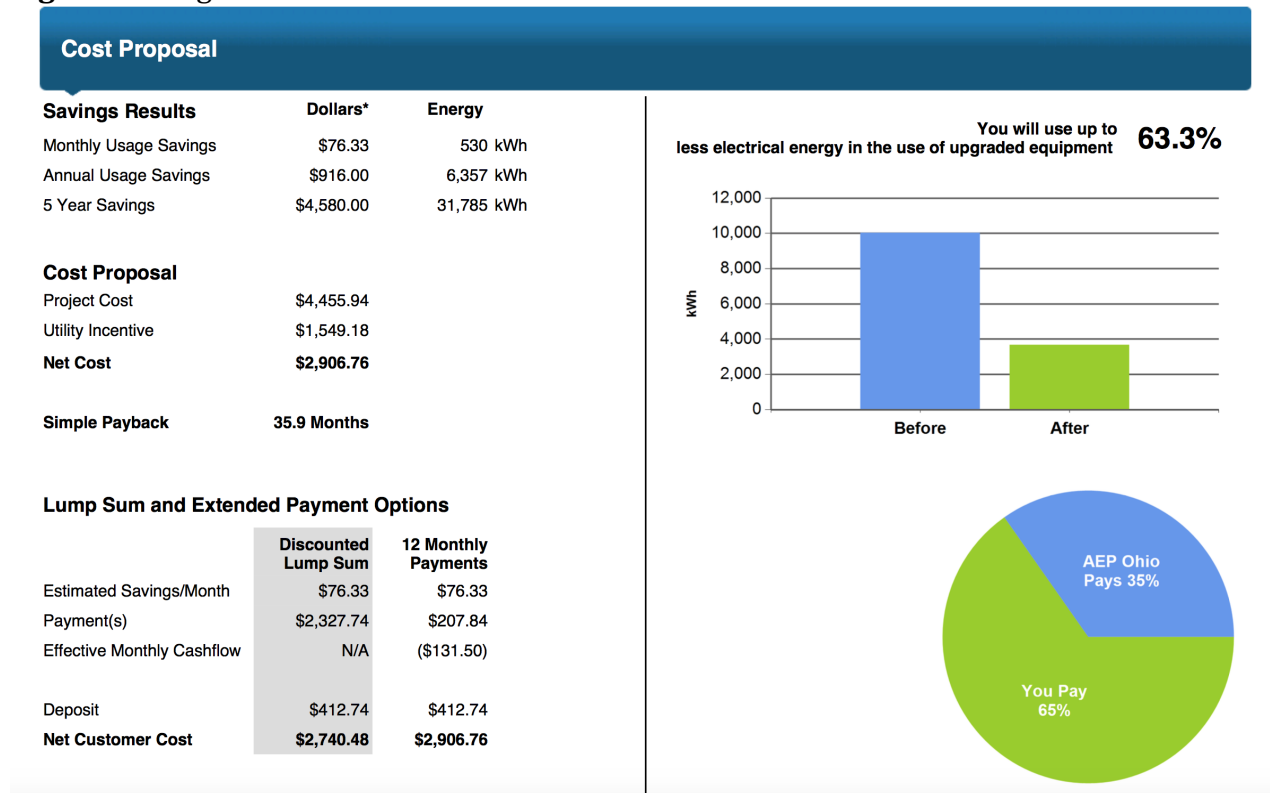 Cost Proposal
Savings Results Dollars* Energy
Monthly Usage Savings $76.33 530 kWh
Annual Usage Savings $916.00 6,357 kWh
5 Year Savings $4,580.00 31,785 kWh
Cost Proposal
Project Cost $4,455.94
Utility Incentive $1,549.18
Net Cost $2,906.76
Simple Payback 35.9 Months
Lump Sum and Extended Payment Options
Discounted 12 Monthly
Lump Sum Payments
Estimated Savings/Month $76.33 $76.33
Payment(s) $2,327.74 $207.84
Effective Monthly Cashflow N/A ($131.50)
Deposit $412.74 $412.74
Net Customer Cost $2,740.48 $2,906.76
You will use up to
less electrical energy in the use of upgraded equipment 63.3%
12,000
10,000
8,000
6,000
4,000
2,000
0
kWh
Before After
AEP Ohio
Pays 35%
You Pay
65%